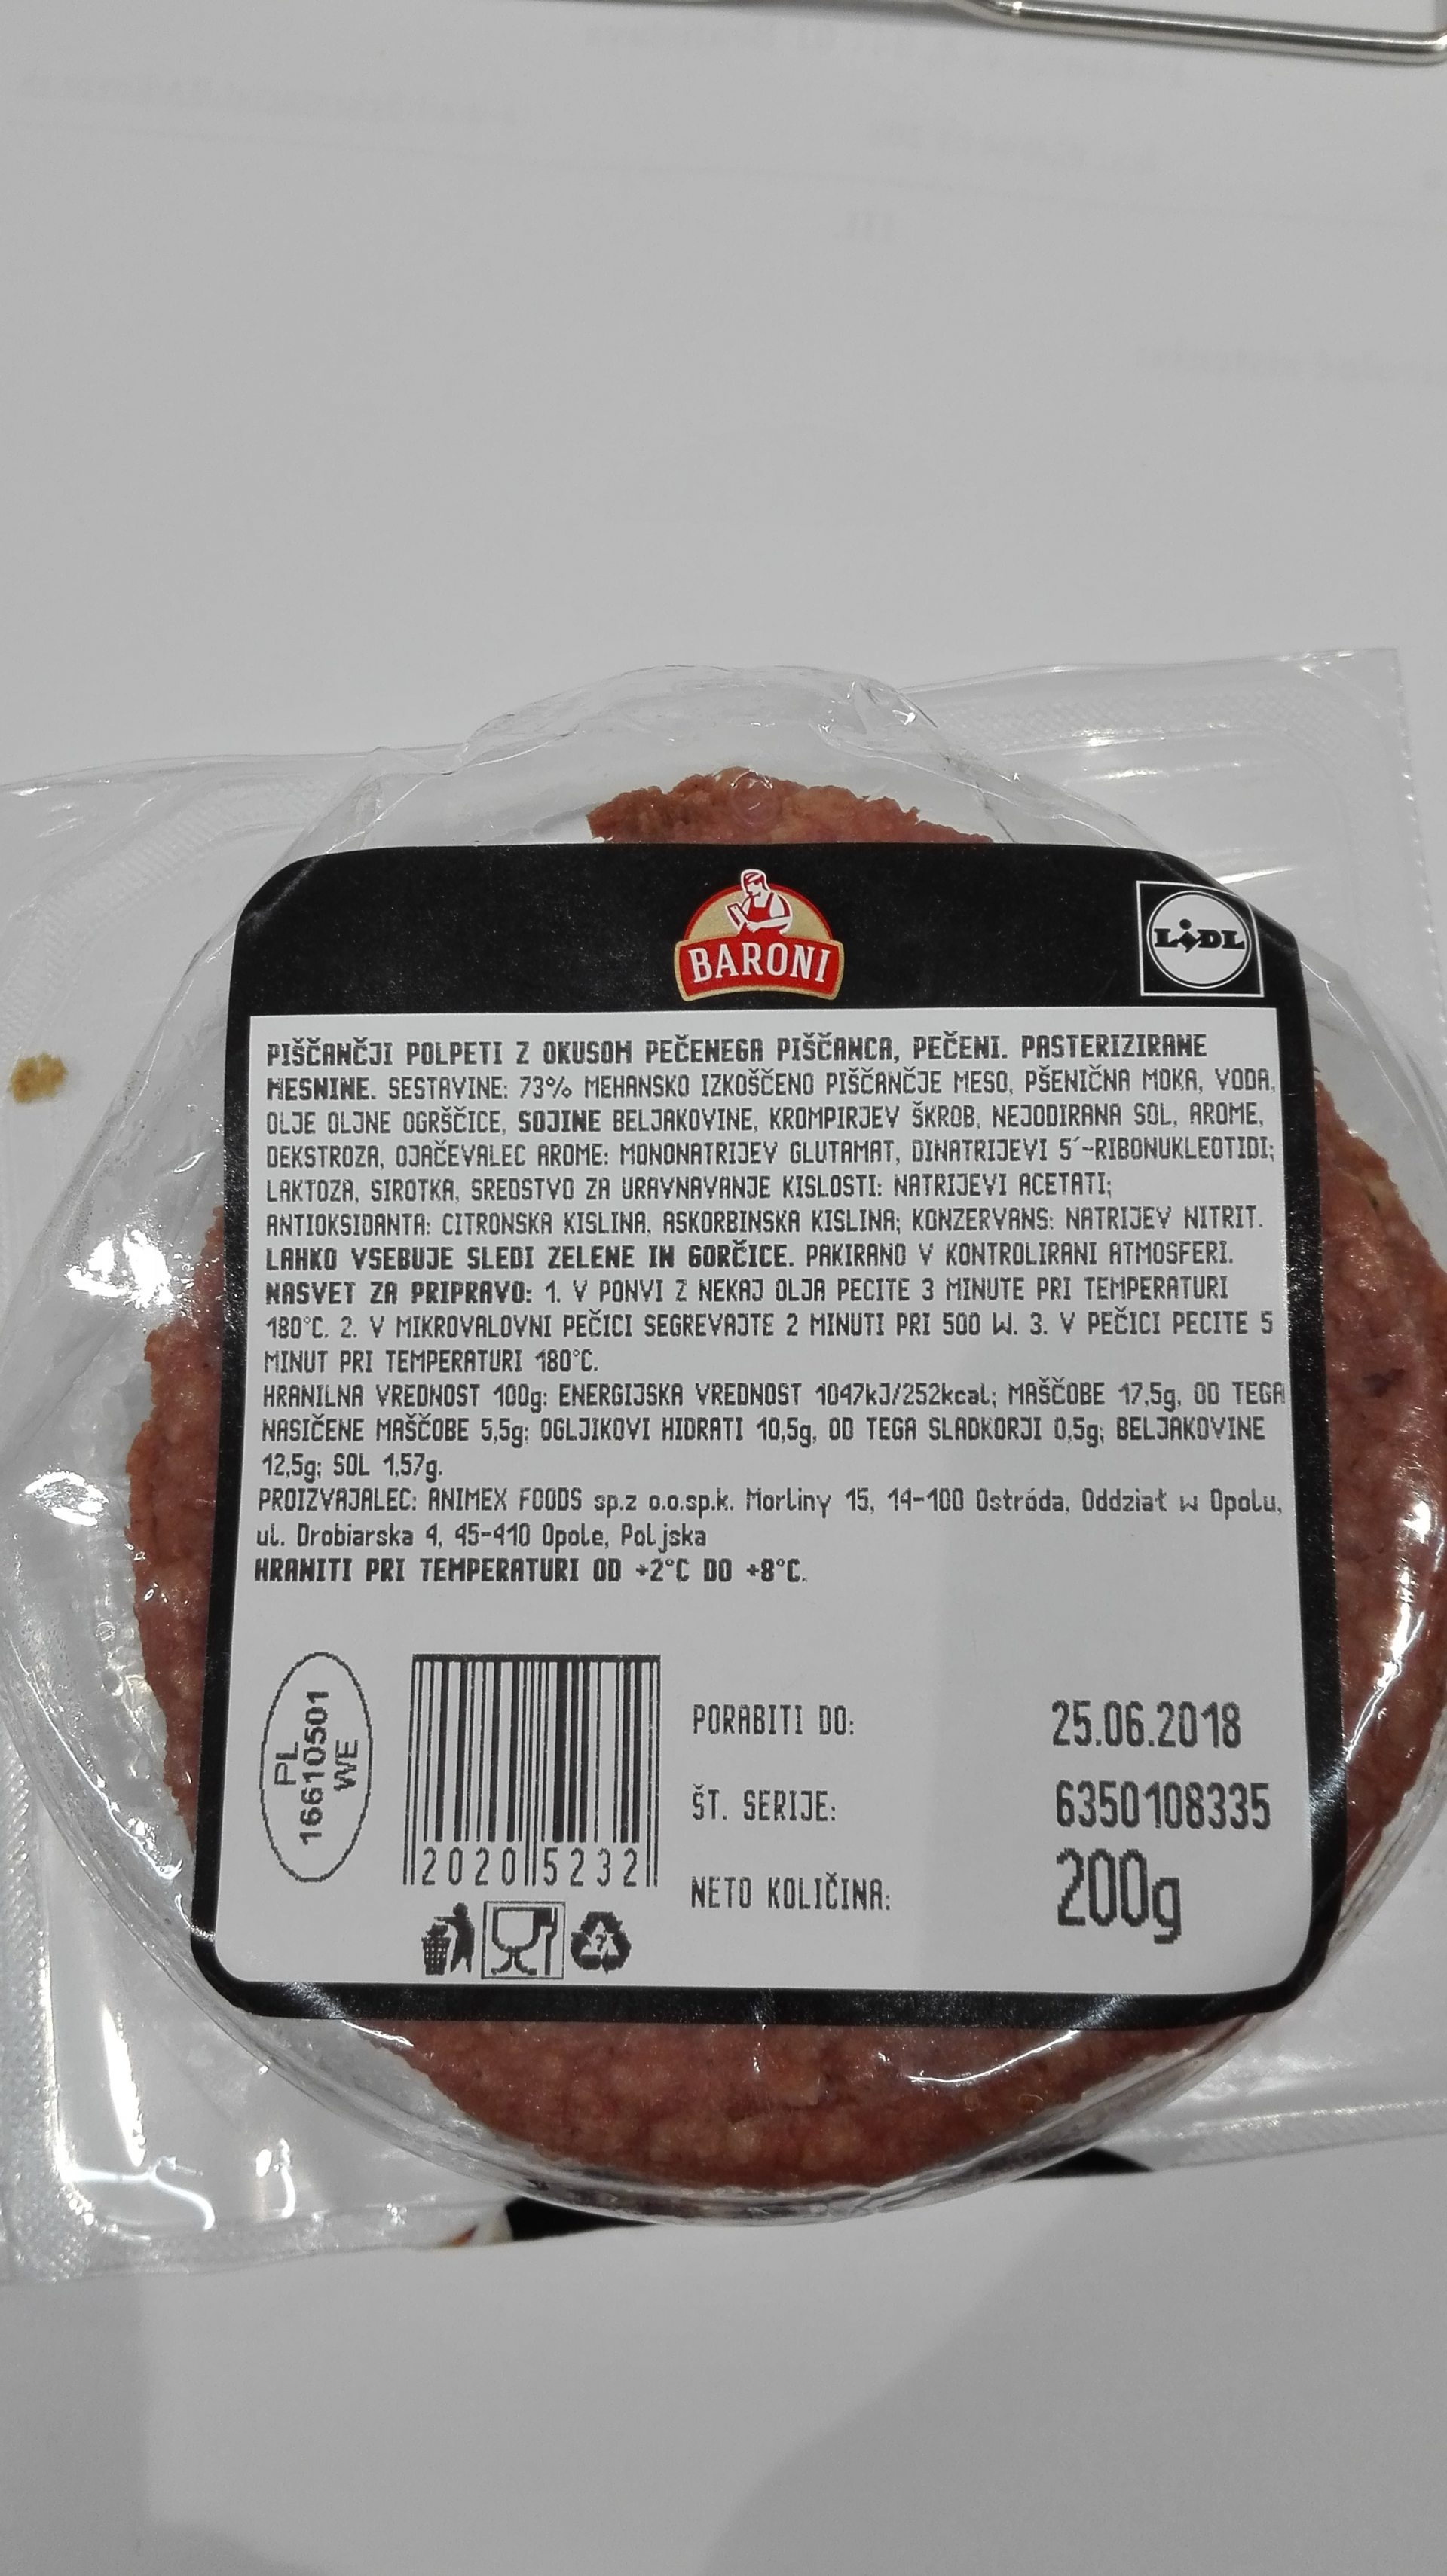 BARONI
LIDL
PIŠČANČJI POLPETI Z OKUSOM PEČENEGA PIŠČANCA, PEČENI. PASTERIZIRANE
MESNINE. SESTAVINE: 73% MEHANSKO IZKOŠČENO PIŠČANČJE MESO, PŠENIČNA MOKA, VODA,
OLJE OLJNE OGRŠČICE, SOJINE BELJAKOVINE, KROMPIRJEV ŠKROB, NEJODIRANA SOL, AROME,
DEKSTROZA, OJAČEVALEC AROME: MONONATRIJEV GLUTAMAT, DINATRIJEVI 5´-RIBONUKLEOTIDI;
LAKTOZA, SIROTKA, SREDSTVO ZA URAVNAVANJE KISLOSTI: NATRIJEVI ACETATI;
ANTIOKSIDANTA: CITRONSKA KISLINA, ASKORBINSKA KISLINA; KONZERVANS: NATRIJEV NITRIT.
LAHKO VSEBUJE SLEDI ZELENE IN GORČICE. PAKIRANO V KONTROLIRANI ATMOSFERI.
NASVET ZA PRIPRAVO: 1. V PONVI Z NEKAJ OLJA PECITE 3 MINUTE PRI TEMPERATURI
180°C. 2. V MIKROVALOVNI PEČICI SEGREVAJTE 2 MINUTI PRI 500 W. 3. V PEČICI PECITE 5
MINUT PRI TEMPERATURI 180°C.
HRANILNA VREDNOST 100g: ENERGIJSKA VREDNOST 1047kJ/252kcal; MAŠČOBE 17,5g, OD TEGA
NASIČENE MAŠČOBE 5,5g; OGLJIKOVI HIDRATI 10,5g, OD TEGA SLADKORJI 0,5g; BELJAKOVINE
12,5g; SOL 1,57g.
PROIZVAJALEC: ANIMEX FOODS sp.z o.o.sp.k. Morliny 15, 14-100 Ostróda, Oddział w Opolu,
ul. Drobiarska 4, 45-410 Opole, Poljska
HRANITI PRI TEMPERATURI OD +2°C DO +8°C.
PL
16610501
WE
2020 5232
PORABITI DO: 25.06.2018
ŠT. SERIJE: 6350108335
NETO KOLIČINA: 200g